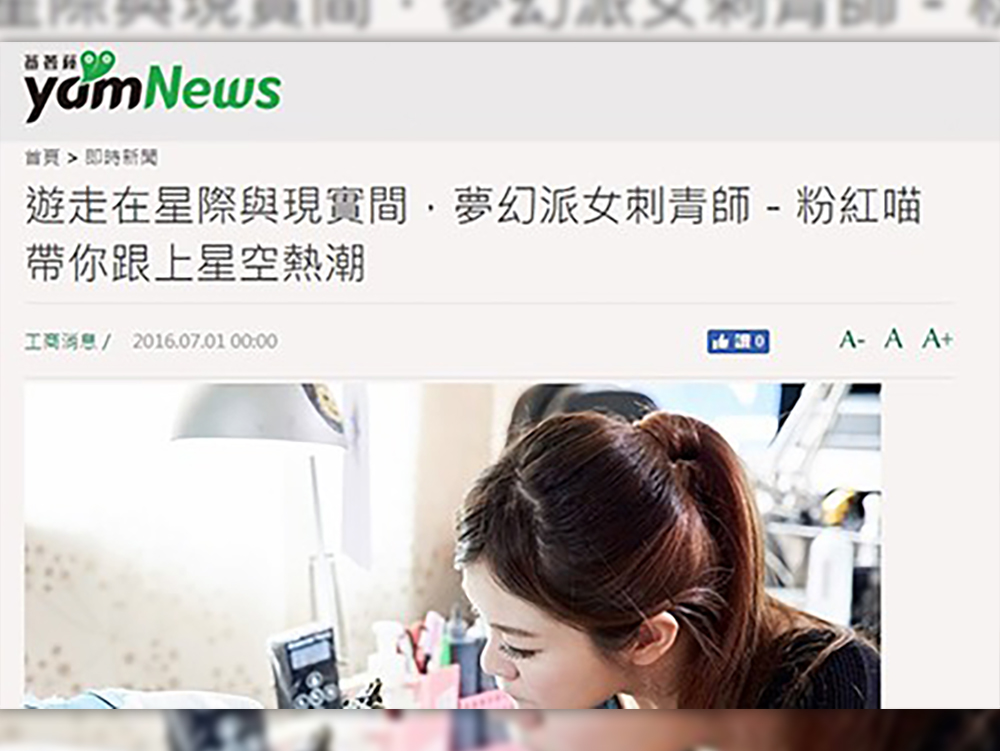 蕃薯藤
yamNews
首頁 > 即時新聞
遊走在星際與現實間．夢幻派女刺青師 - 粉紅喵
帶你跟上星空熱潮
工商消息 / 2016.07.01 00:00
讚 0
A- A A+